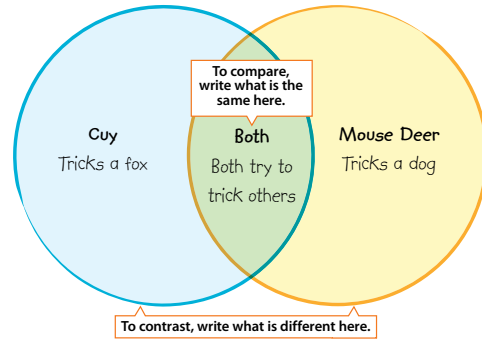 To compare,
write what is the
same here.
Cuy
Tricks a fox
Both
Both try to
trick others
Mouse Deer
Tricks a dog
To contrast, write what is different here.